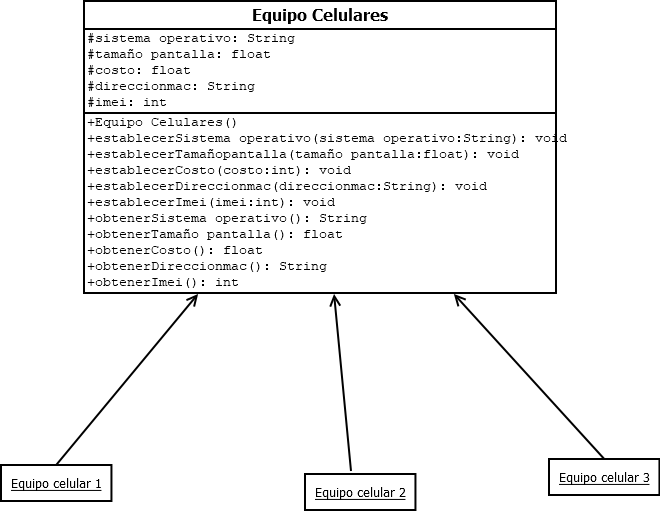 Equipo Celulares
#sistema operativo: String
#tamaño pantalla: float
#costo: float
#direccionmac: String
#imei: int
+Equipo Celulares()
+establecerSistema operativo(sistema operativo:String): void
+establecerTamañopantalla(tamaño pantalla:float): void
+establecerCosto(costo:int): void
+establecerDireccionmac(direccionmac:String): void
+establecerImei(imei:int): void
+obtenerSistema operativo(): String
+obtenerTamaño pantalla(): float
+obtenerCosto(): float
+obtenerDireccionmac(): String
+obtenerImei(): int
Equipo celular 1
Equipo celular 2
Equipo celular 3